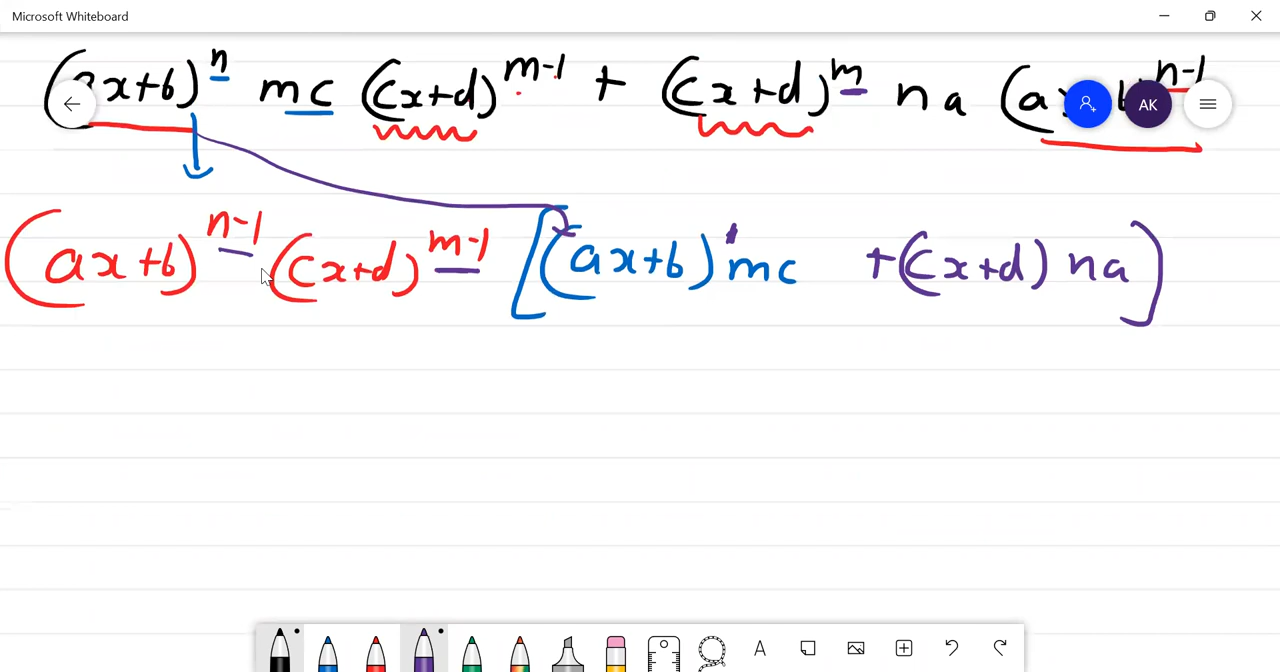 Microsoft Whiteboard
(ax+b)^n mc (cx+d)^{m-1} + (cx+d)^m na (a
n-1
AK
(ax+b)^{n-1} (cx+d)^{m-1} [(ax+b) mc + (cx+d) na]
A